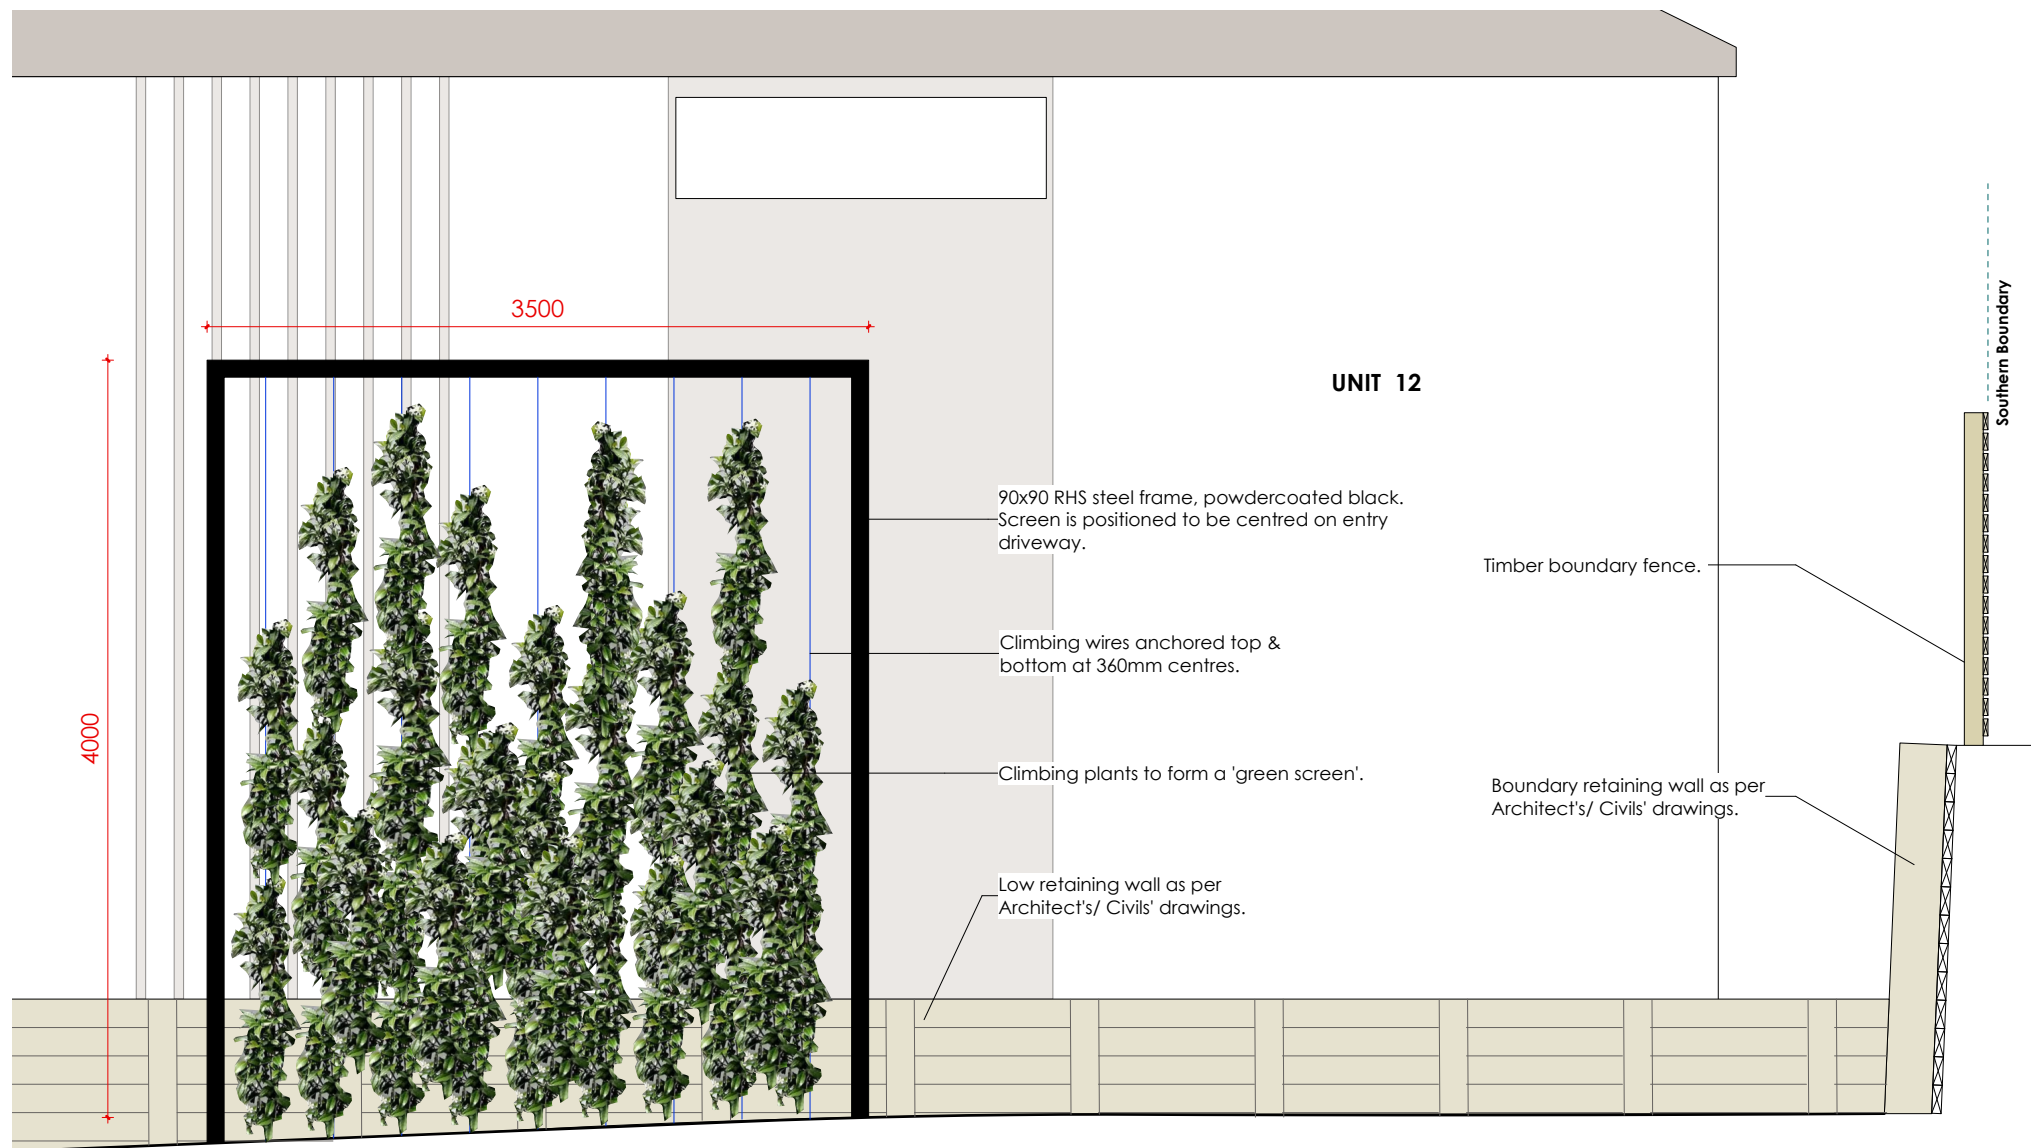 3500
4000
UNIT 12
Southern Boundary
90x90 RHS steel frame, powdercoated black.
Screen is positioned to be centred on entry
driveway.
Timber boundary fence.
Climbing wires anchored top &
bottom at 360mm centres.
Climbing plants to form a 'green screen'.
Boundary retaining wall as per
Architect's/ Civils' drawings.
Low retaining wall as per
Architect's/ Civils' drawings.